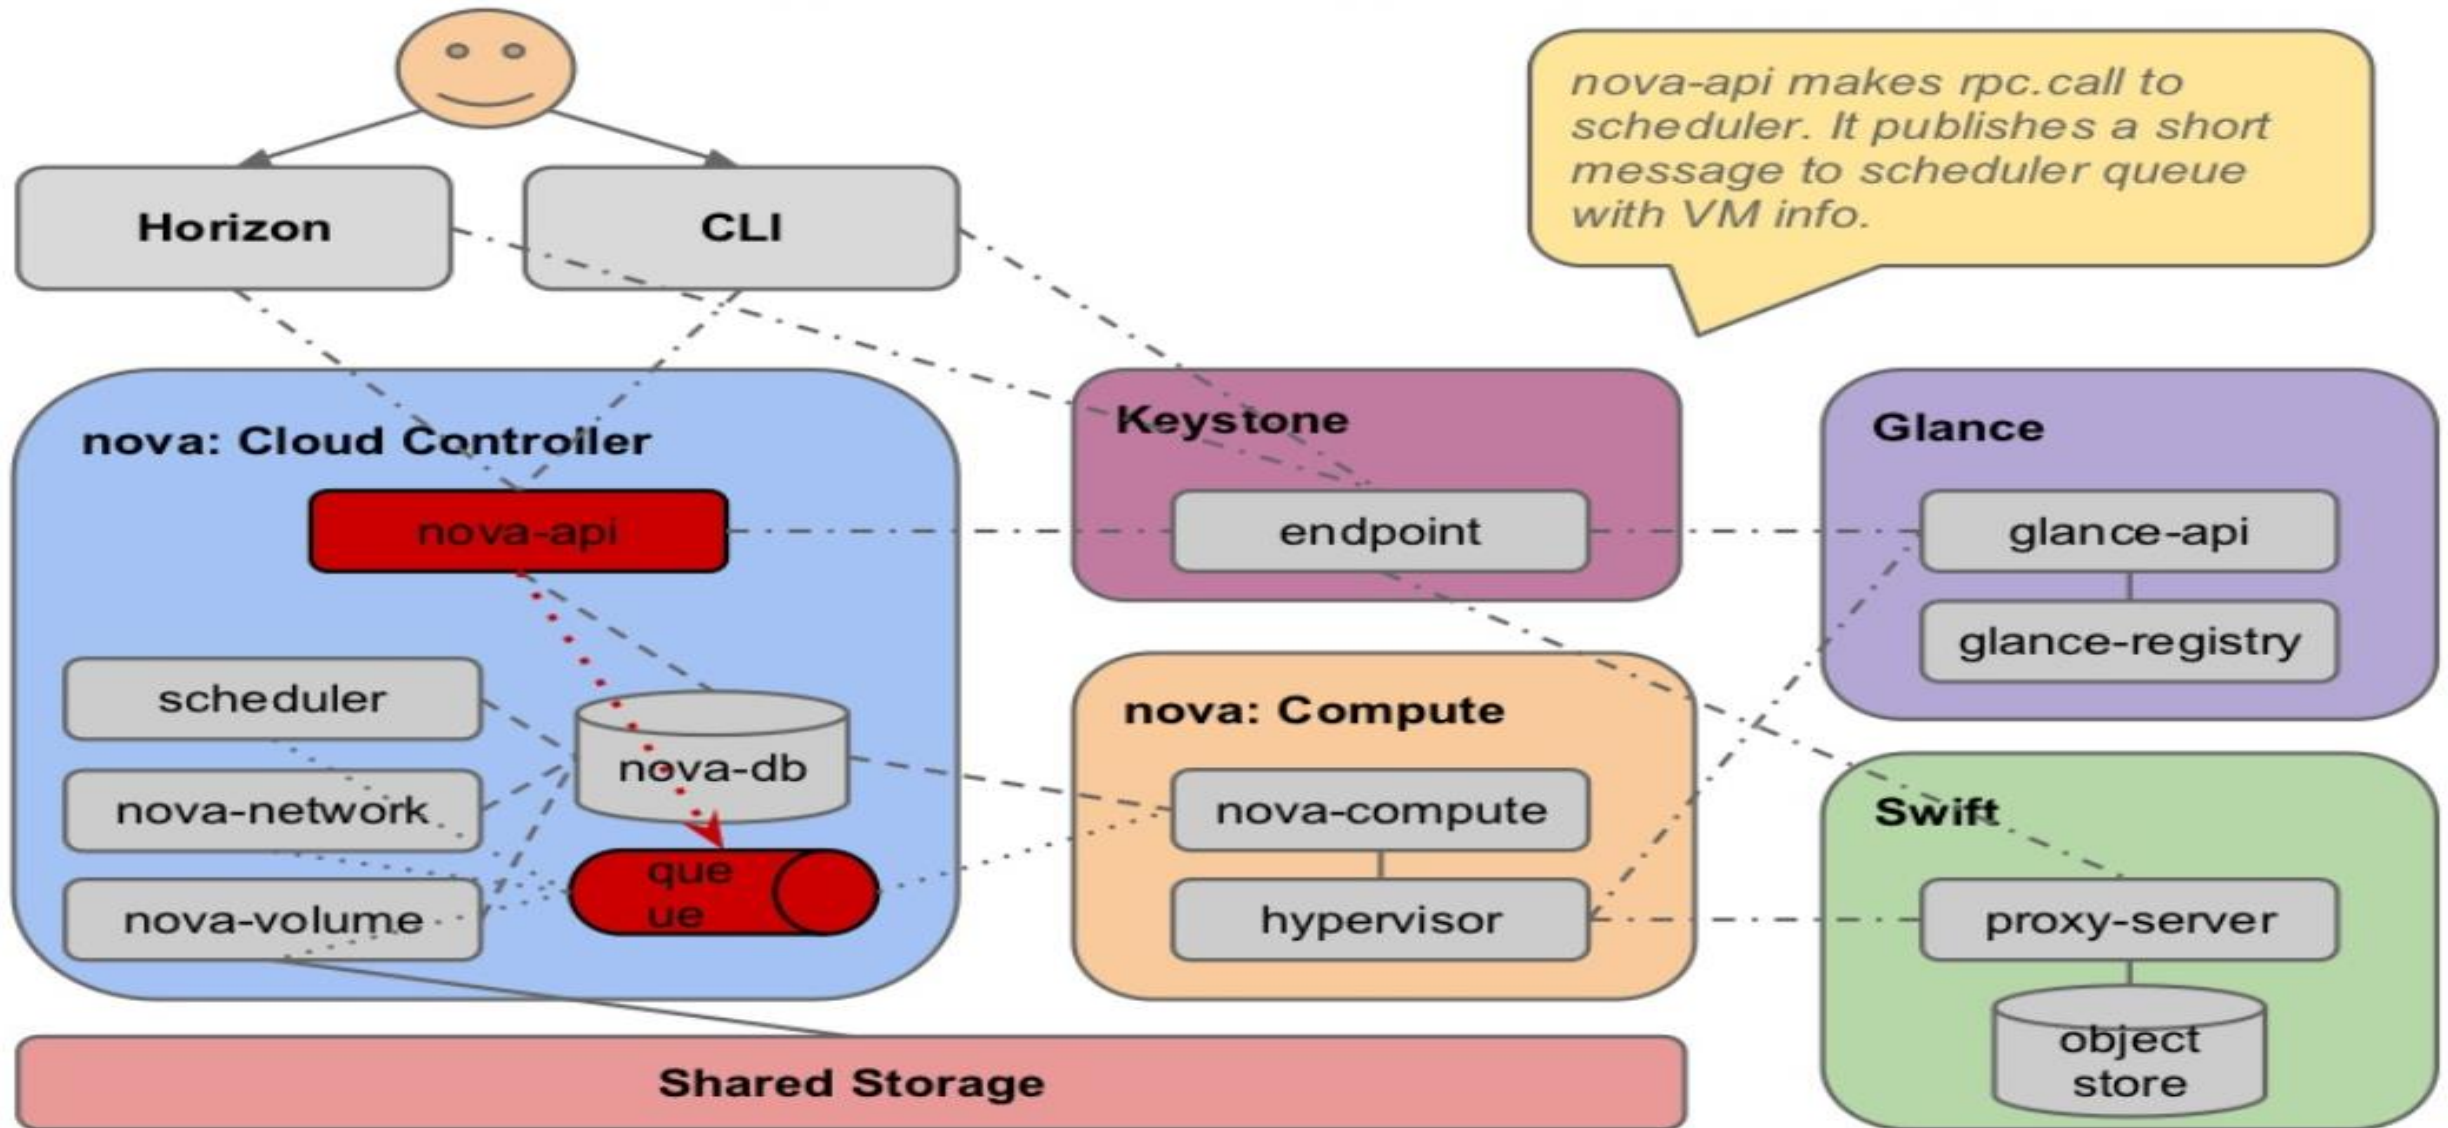 nova-api makes rpc.call to
scheduler. It publishes a short
message to scheduler queue
with VM info.
Horizon
CLI
nova: Cloud Controller
nova-api
scheduler
nova-network
nova-volume
nova-db
que
ue
Keystone
endpoint
nova: Compute
nova-compute
hypervisor
Glance
glance-api
glance-registry
Swift
proxy-server
object
store
Shared Storage